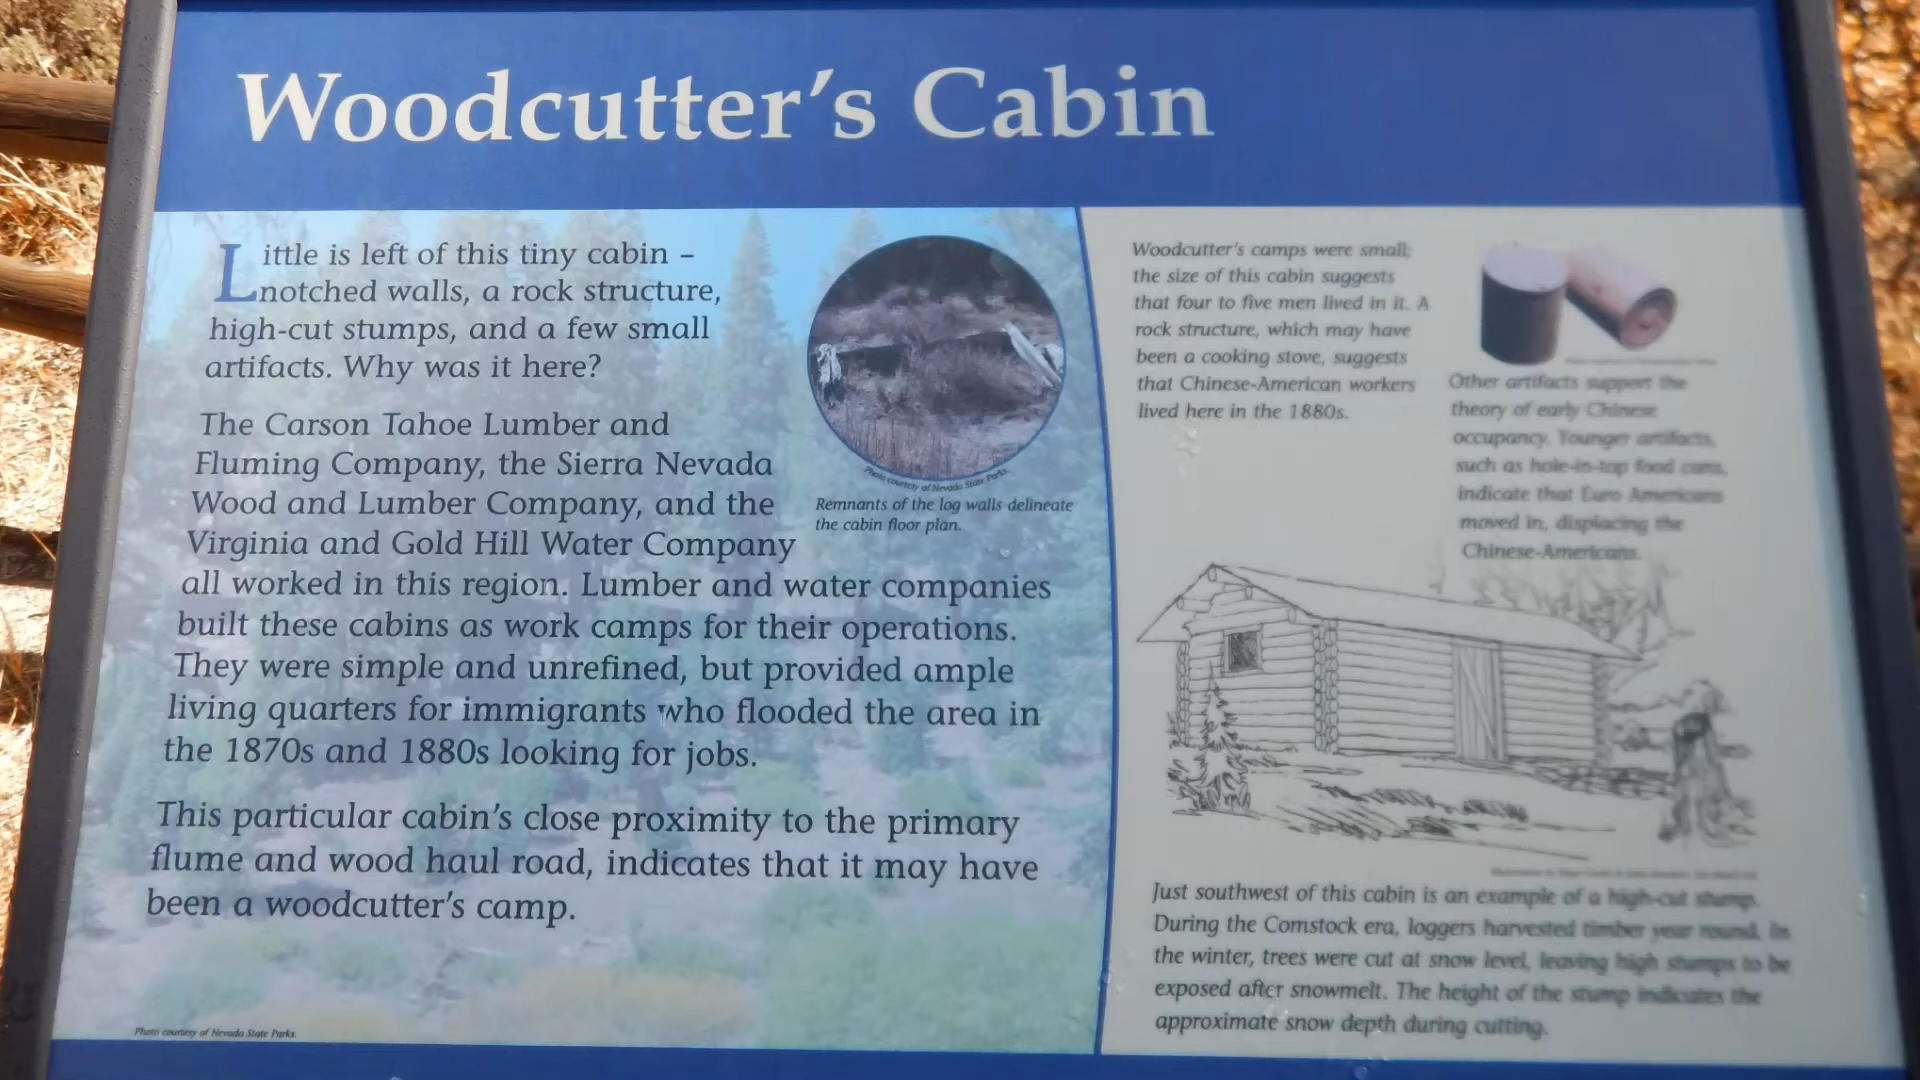 Woodcutter's Cabin
Little is left of this tiny cabin –
notched walls, a rock structure,
high-cut stumps, and a few small
artifacts. Why was it here?
The Carson Tahoe Lumber and
Fluming Company, the Sierra Nevada
Wood and Lumber Company, and the
Virginia and Gold Hill Water Company
all worked in this region. Lumber and water companies
built these cabins as work camps for their operations.
They were simple and unrefined, but provided ample
living quarters for immigrants who flooded the area in
the 1870s and 1880s looking for jobs.
This particular cabin's close proximity to the primary
flume and wood haul road, indicates that it may have
been a woodcutter's camp.
Photo courtesy of Nevada State Parks.
Photo courtesy of Nevada State Parks.
Remnants of the log walls delineate
the cabin floor plan.
Woodcutter's camps were small;
the size of this cabin suggests
that four to five men lived in it. A
rock structure, which may have
been a cooking stove, suggests
that Chinese-American workers
lived here in the 1880s.
Other artifacts support the
theory of early Chinese
occupancy. Younger artifacts,
such as hole-in-top food cans,
indicate that Euro Americans
moved in, displacing the
Chinese-Americans.
Just southwest of this cabin is an example of a high-cut stump.
During the Comstock era, loggers harvested timber year round. In
the winter, trees were cut at snow level, leaving high stumps to be
exposed after snowmelt. The height of the stump indicates the
approximate snow depth during cutting.